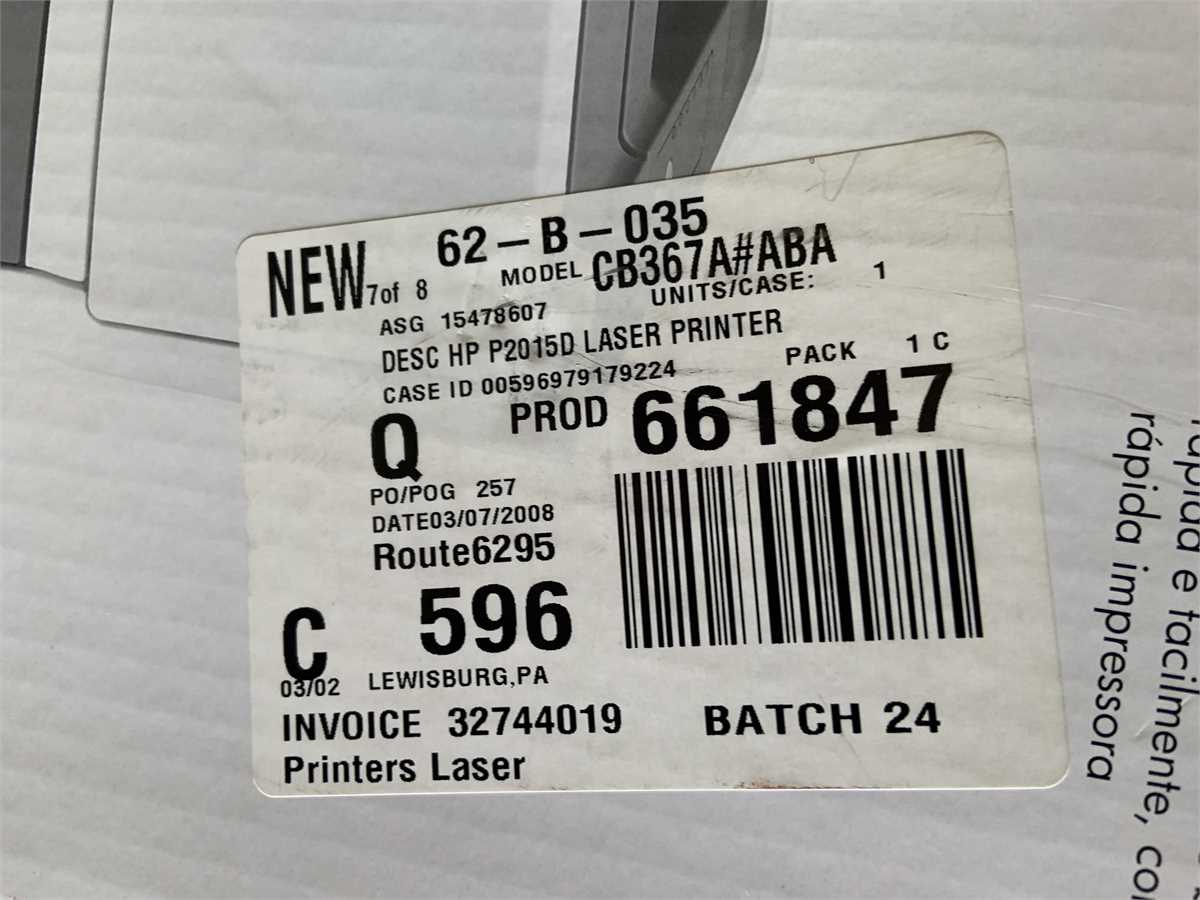 62-B-035
NEW 7of 8 MODEL CB367A#ABA
ASG 15478607 UNITS/CASE: 1
DESC HP P2015D LASER PRINTER
CASE ID 00596979179224 PACK 1 C
Q PROD 661847
PO/POG 257
DATE03/07/2008
Route6295
C 596
03/02 LEWISBURG,PA
INVOICE 32744019 BATCH 24
Printers Laser
e facilmente, co
rápida impressora